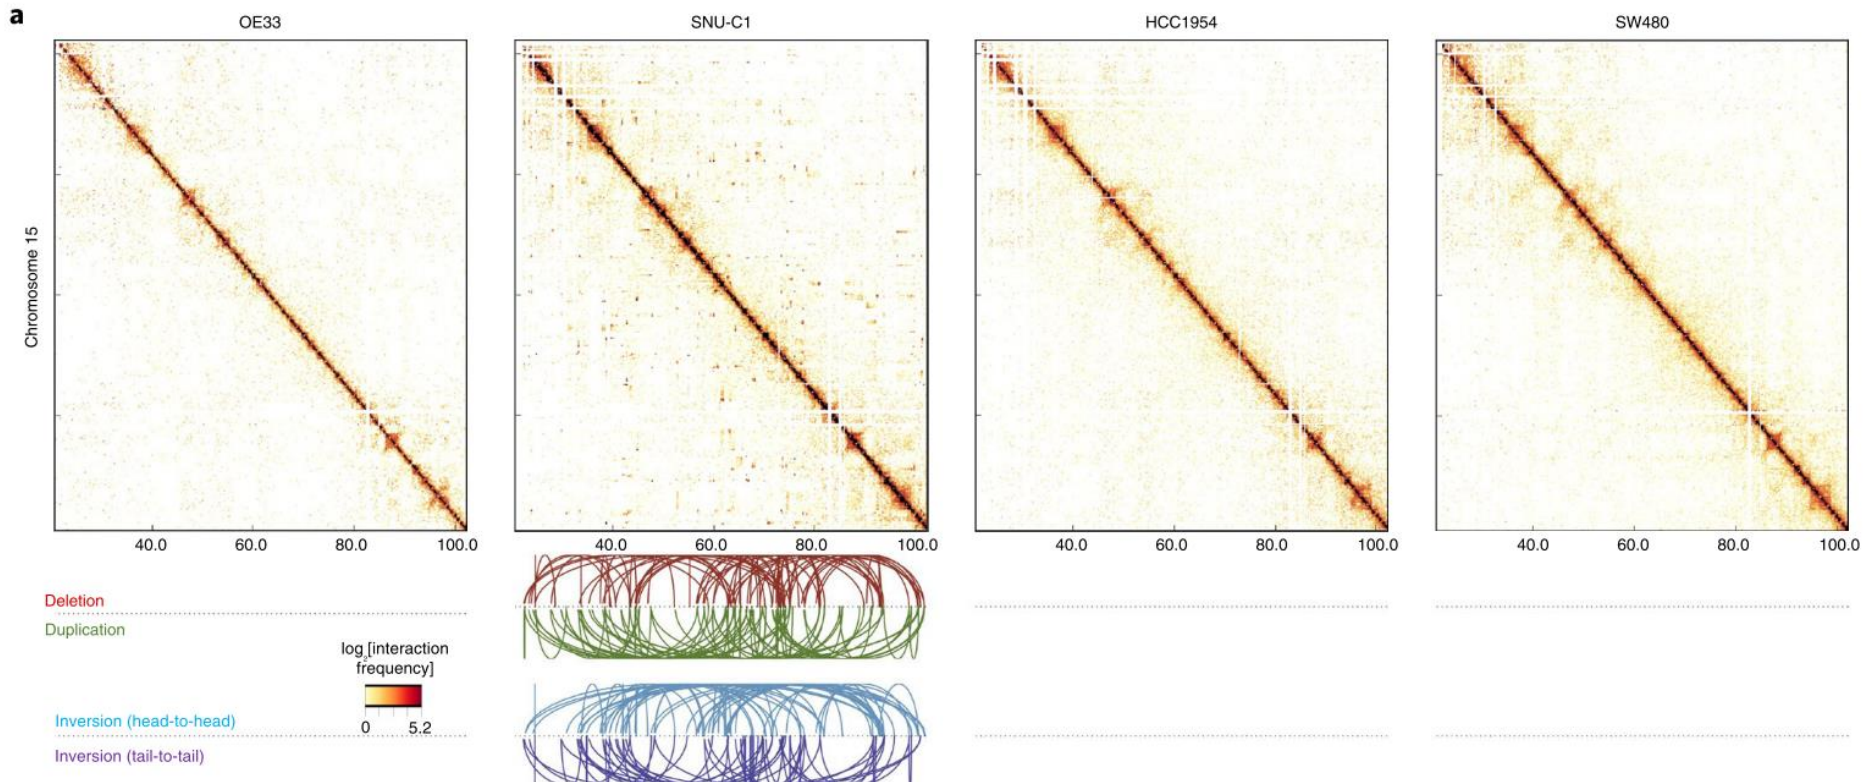 a
OE33
SNU-C1
HCC1954
SW480
Chromosome 15
40.0 60.0 80.0 100.0
40.0 60.0 80.0 100.0
40.0 60.0 80.0 100.0
40.0 60.0 80.0 100.0
Deletion
Duplication
log2[interaction
frequency]
0 5.2
Inversion (head-to-head)
Inversion (tail-to-tail)